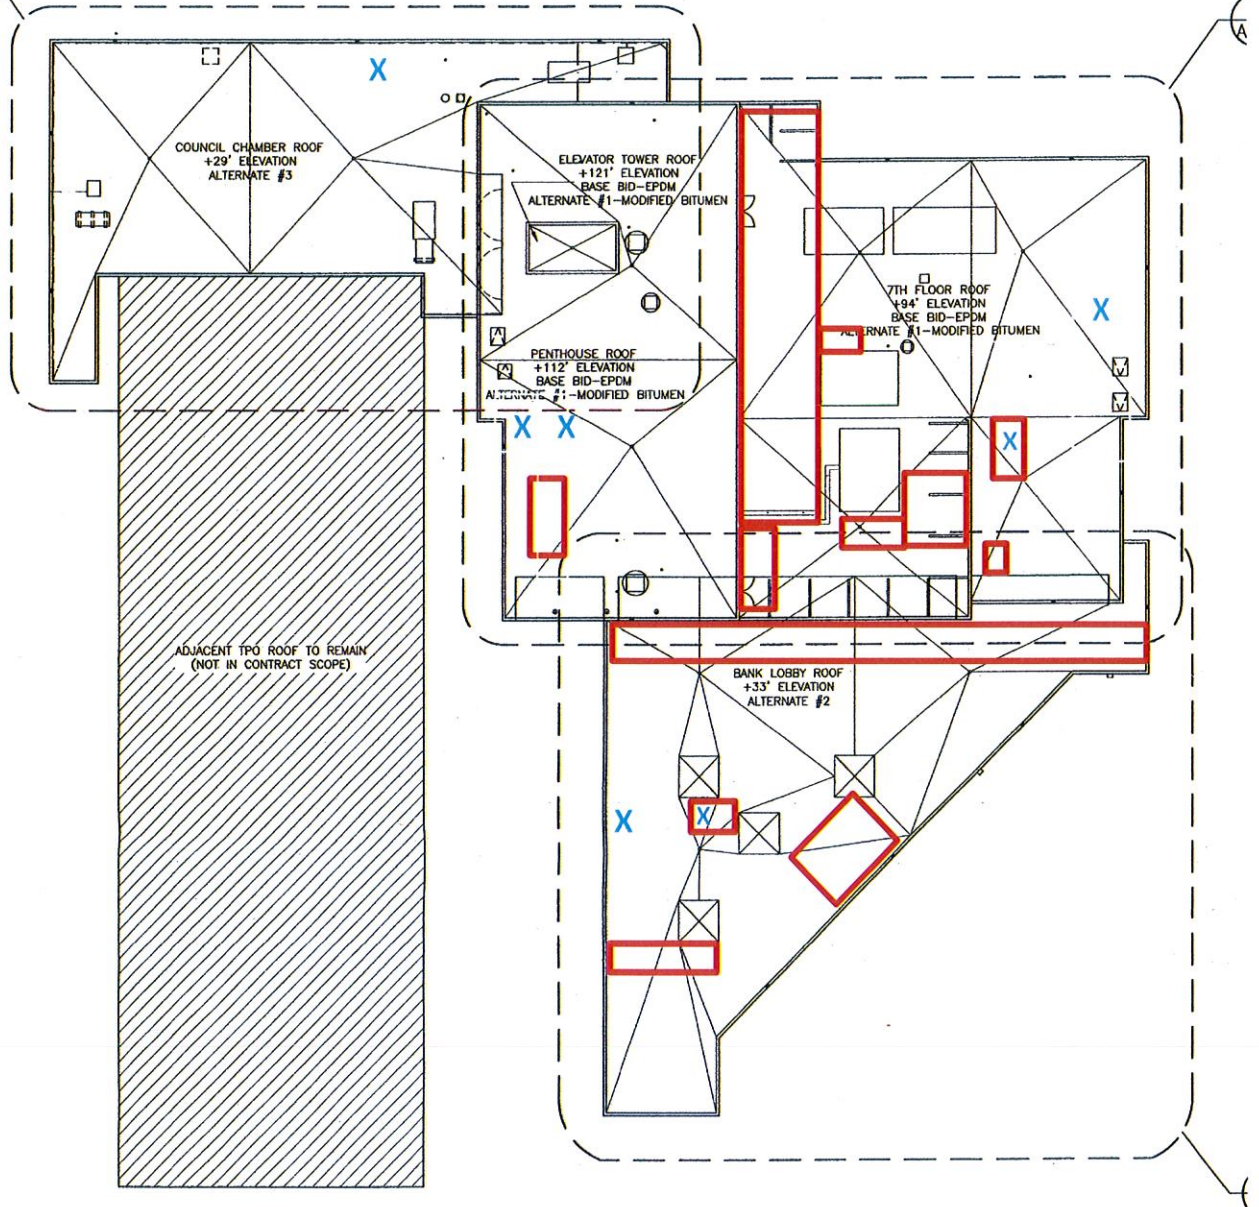 A
X
COUNCIL CHAMBER ROOF
+29' ELEVATION
ALTERNATE #3
ELEVATOR TOWER ROOF
+121' ELEVATION
BASE BID-EPDM
ALTERNATE #1-MODIFIED BITUMEN
7TH FLOOR ROOF
+94' ELEVATION
BASE BID-EPDM
ALTERNATE #1-MODIFIED BITUMEN
X
PENTHOUSE ROOF
+112' ELEVATION
BASE BID-EPDM
ALTERNATE #1-MODIFIED BITUMEN
X X
X
ADJACENT TPO ROOF TO REMAIN
(NOT IN CONTRACT SCOPE)
BANK LOBBY ROOF
+33' ELEVATION
ALTERNATE #2
X
X